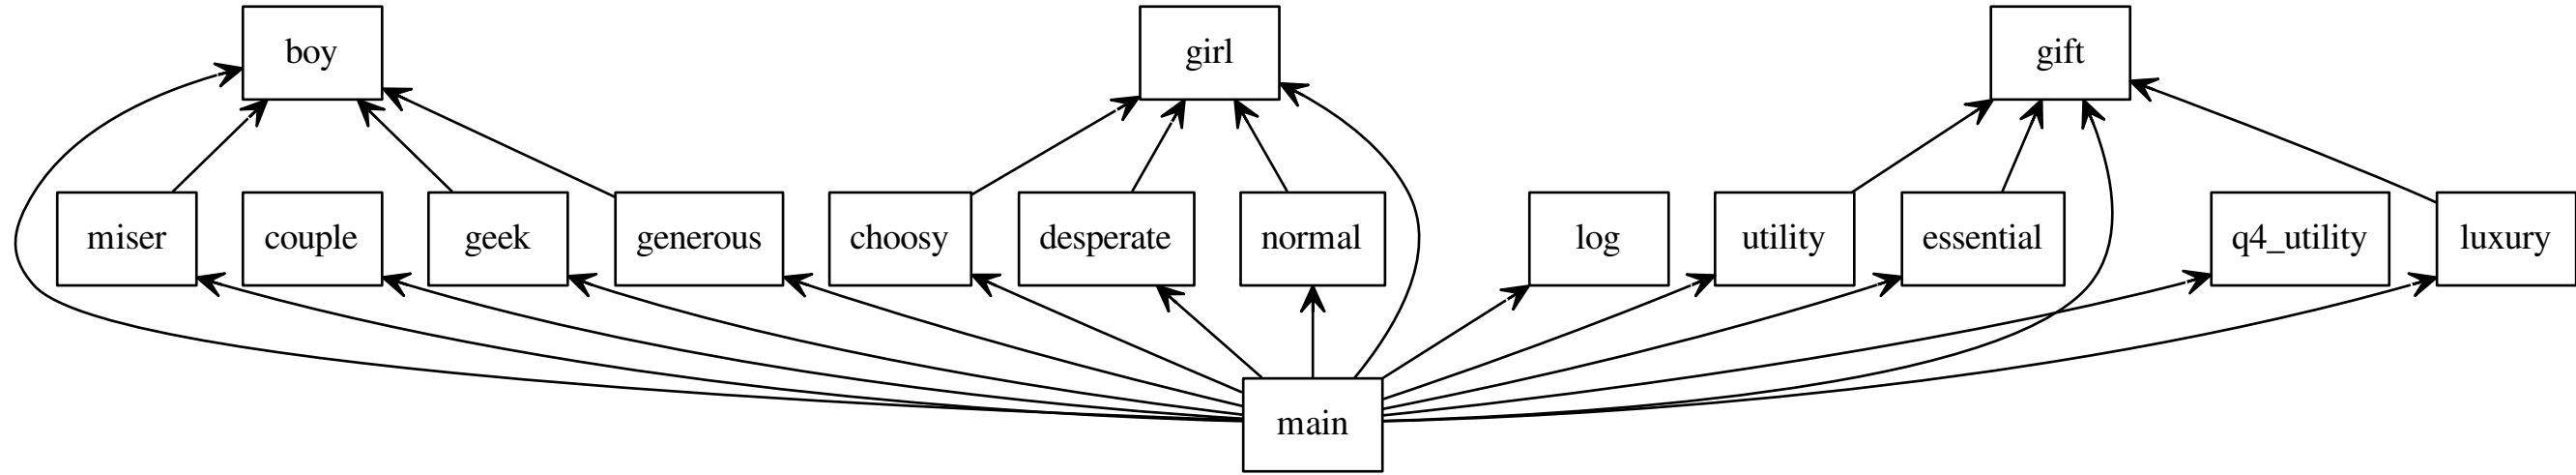 boy
girl
gift
miser
couple
geek
generous
choosy
desperate
normal
log
utility
essential
q4_utility
luxury
main